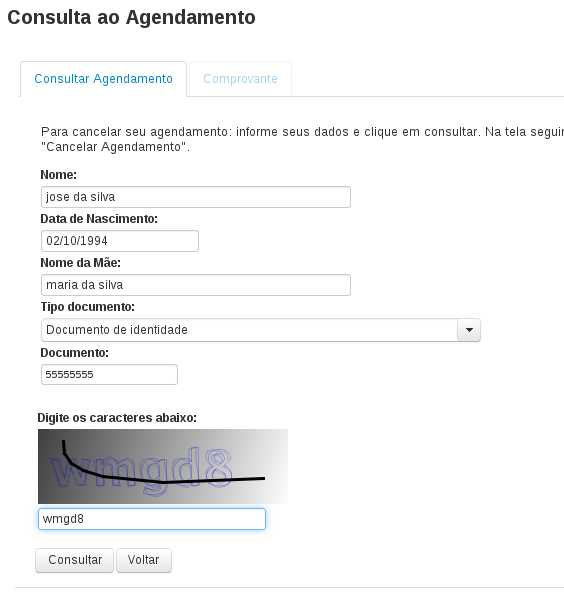 Consulta ao Agendamento
Consultar Agendamento
Comprovante
Para cancelar seu agendamento: informe seus dados e clique em consultar. Na tela
"Cancelar Agendamento".
Nome:
jose da silva
Data de Nascimento:
02/10/1994
Nome da Mãe:
maria da silva
Tipo documento:
Documento de identidade
Documento:
55555555
Digite os caracteres abaixo:
wmgd8
wmgd8
Consultar
Voltar